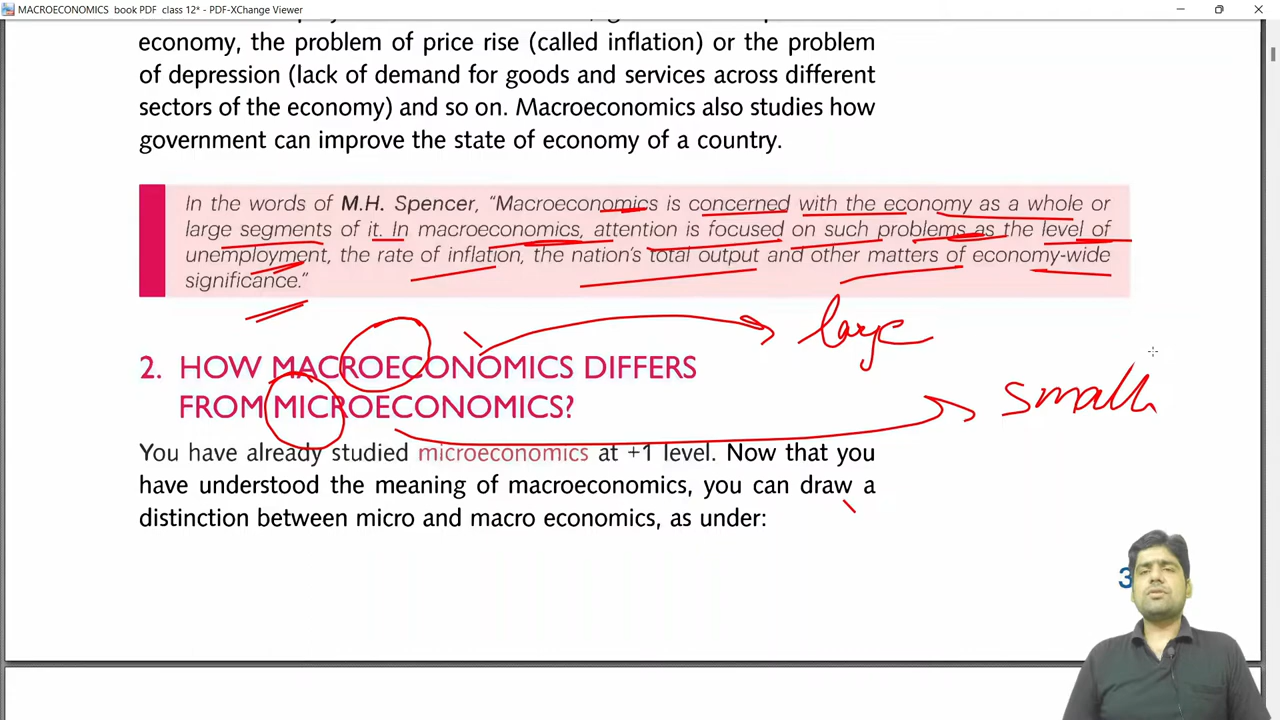 MACROECONOMICS book PDF class 12* - PDF-XChange Viewer
economy, the problem of price rise (called inflation) or the problem
of depression (lack of demand for goods and services across different
sectors of the economy) and so on. Macroeconomics also studies how
government can improve the state of economy of a country.
In the words of M.H. Spencer, “Macroeconomics is concerned with the economy as a whole or
large segments of it. In macroeconomics, attention is focused on such problems as the level of
unemployment, the rate of inflation, the nation's total output and other matters of economy-wide
significance.”
large
2. HOW MACROECONOMICS DIFFERS
FROM MICROECONOMICS?
small
You have already studied microeconomics at +1 level. Now that you
have understood the meaning of macroeconomics, you can draw a
distinction between micro and macro economics, as under:
3